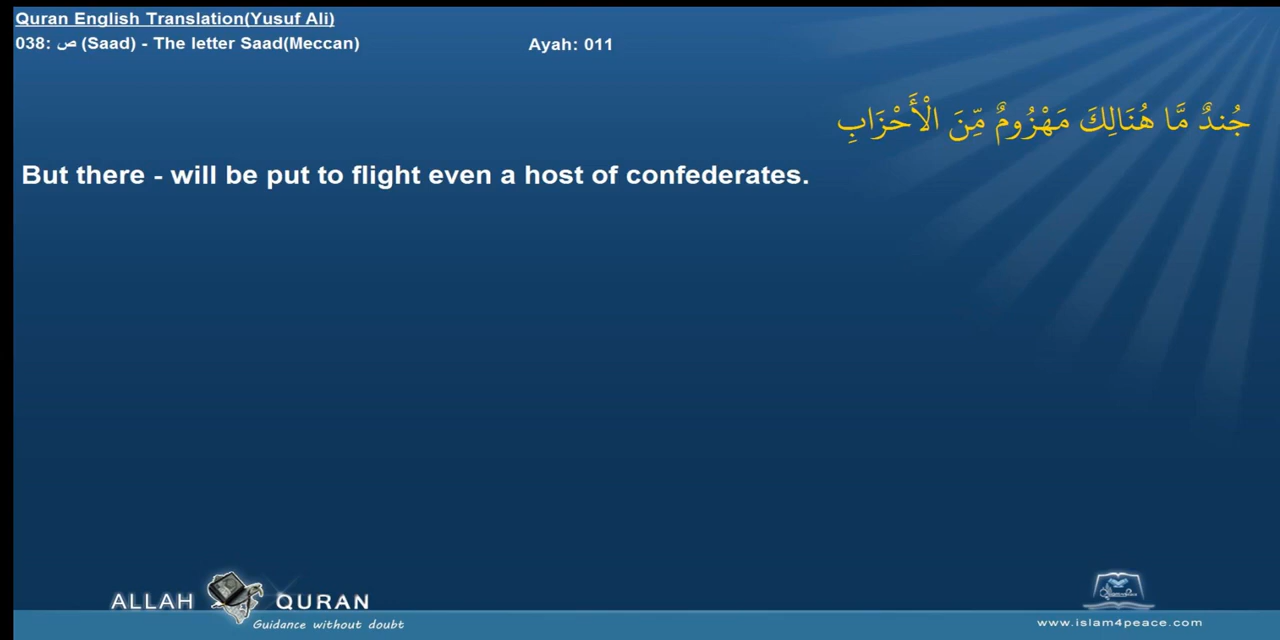 Quran English Translation(Yusuf Ali)
038: ص (Saad) - The letter Saad(Meccan)
Ayah: 011
جُندٌ مَّا هُنَالِكَ مَهْزُومٌ مِّنَ الْأَحْزَابِ
But there - will be put to flight even a host of confederates.
ALLAH QURAN
Guidance without doubt
www.islam4peace.com